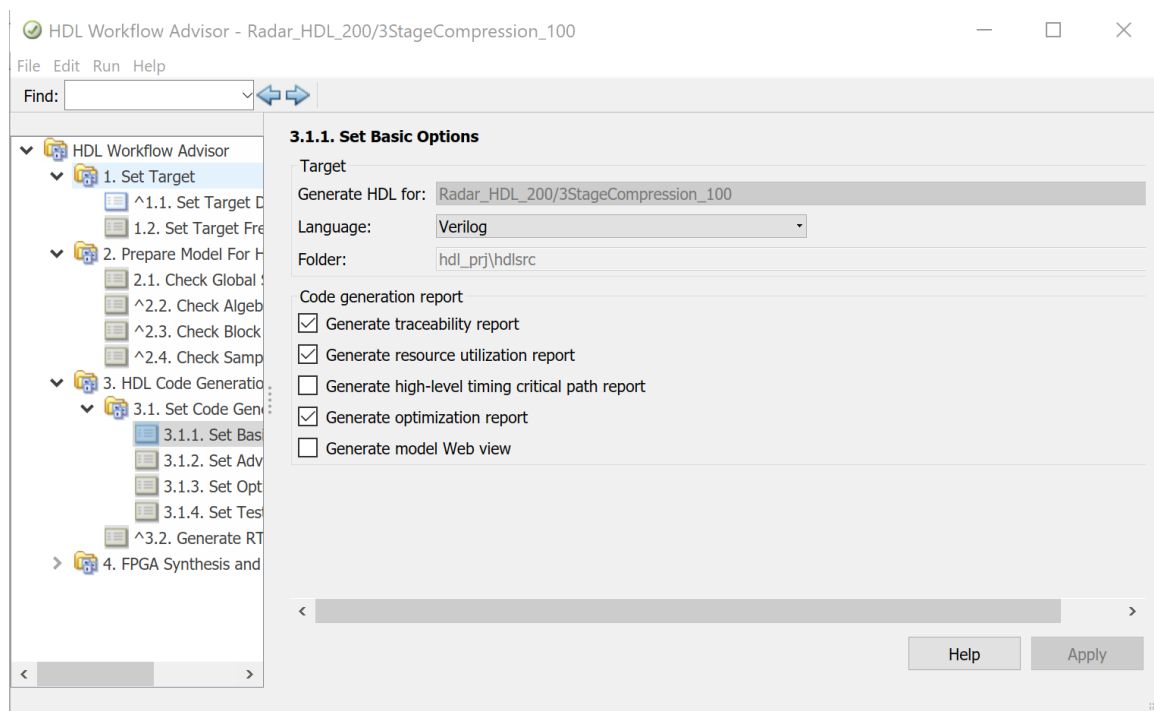 HDL Workflow Advisor - Radar_HDL_200/3StageCompression_100
File Edit Run Help
Find:
HDL Workflow Advisor
1. Set Target
^1.1. Set Target D
1.2. Set Target Fre
2. Prepare Model For H
2.1. Check Global
^2.2. Check Algeb
^2.3. Check Block
^2.4. Check Samp
3. HDL Code Generatio
3.1. Set Code Gen
3.1.1. Set Basi
3.1.2. Set Adv
3.1.3. Set Opt
3.1.4. Set Test
^3.2. Generate RT
4. FPGA Synthesis and
3.1.1. Set Basic Options
Target
Generate HDL for: Radar_HDL_200/3StageCompression_100
Language: Verilog
Folder: hdl_prj\hdlsrc
Code generation report
Generate traceability report
Generate resource utilization report
Generate high-level timing critical path report
Generate optimization report
Generate model Web view
Help Apply